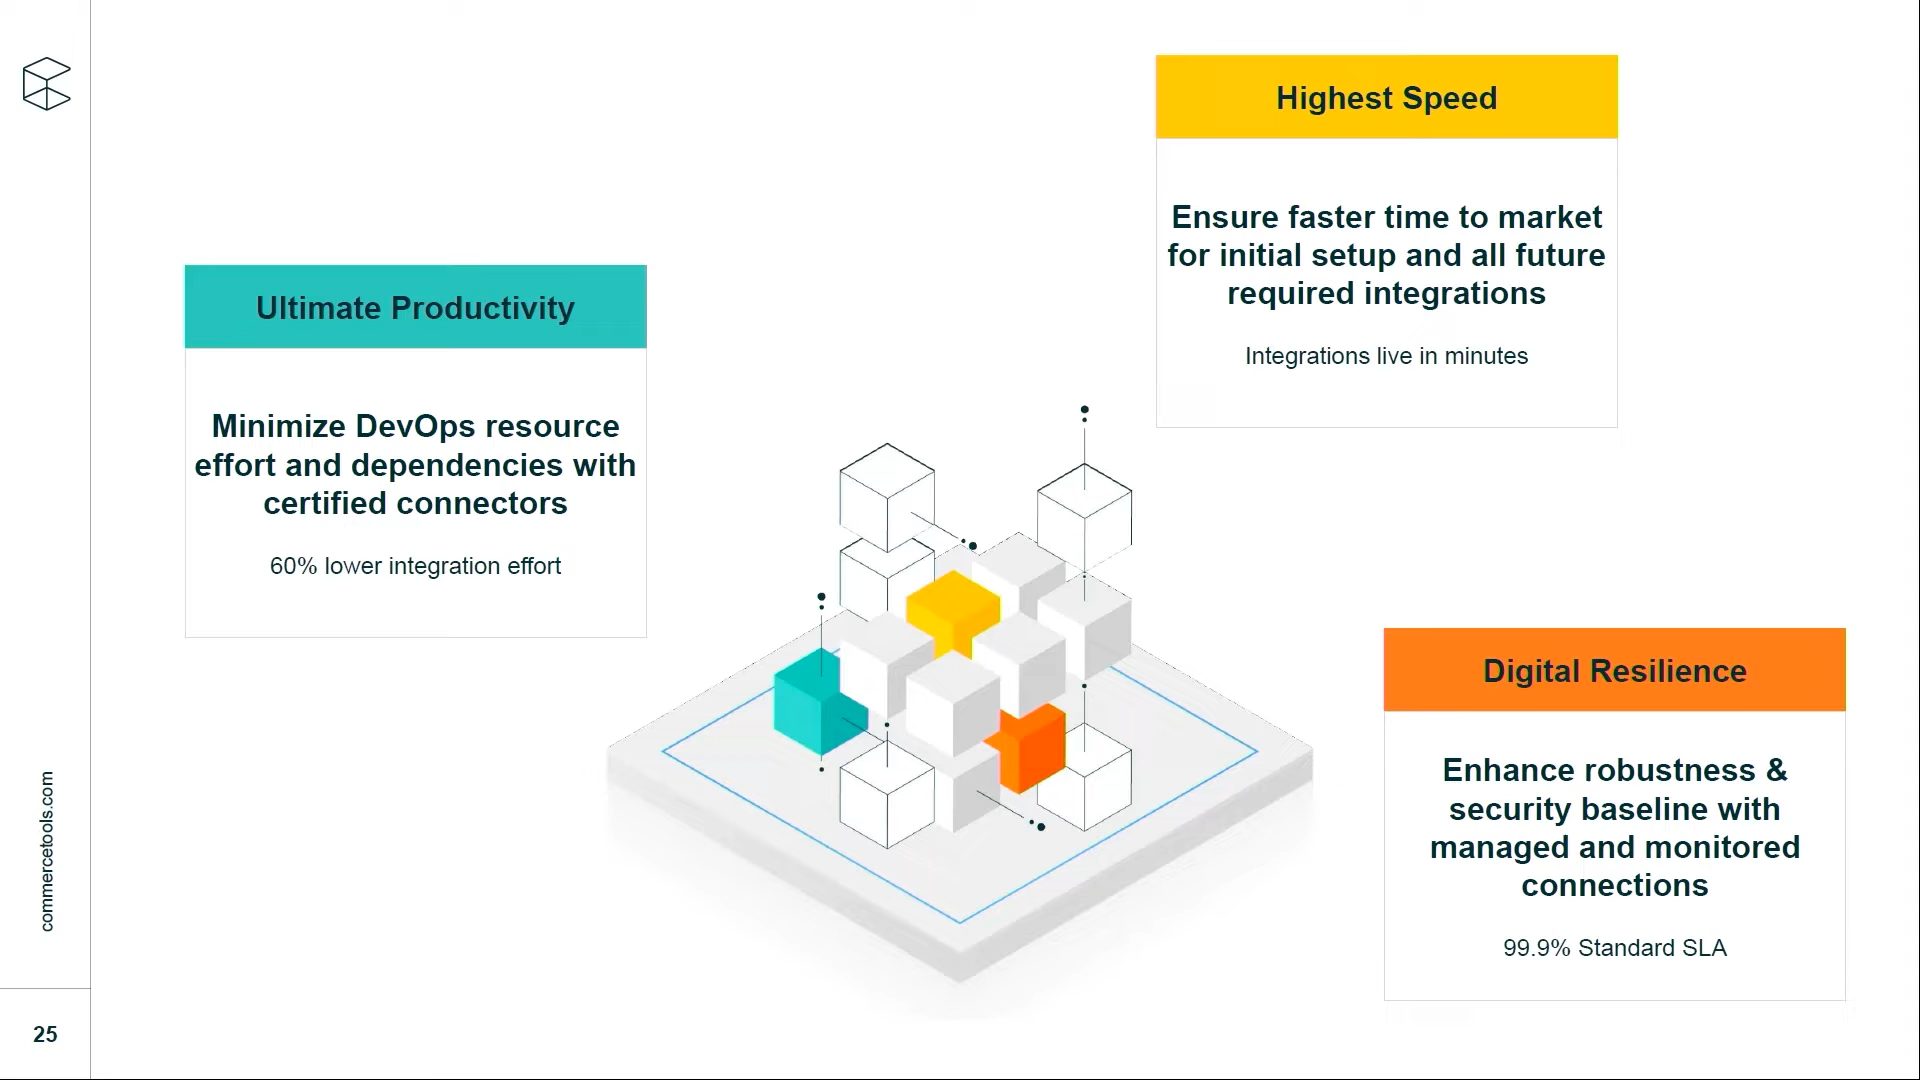 Highest Speed
Ensure faster time to market
for initial setup and all future
required integrations
Integrations live in minutes
Ultimate Productivity
Minimize DevOps resource
effort and dependencies with
certified connectors
60% lower integration effort
Digital Resilience
Enhance robustness &
security baseline with
managed and monitored
connections
99.9% Standard SLA
commercetools.com
25